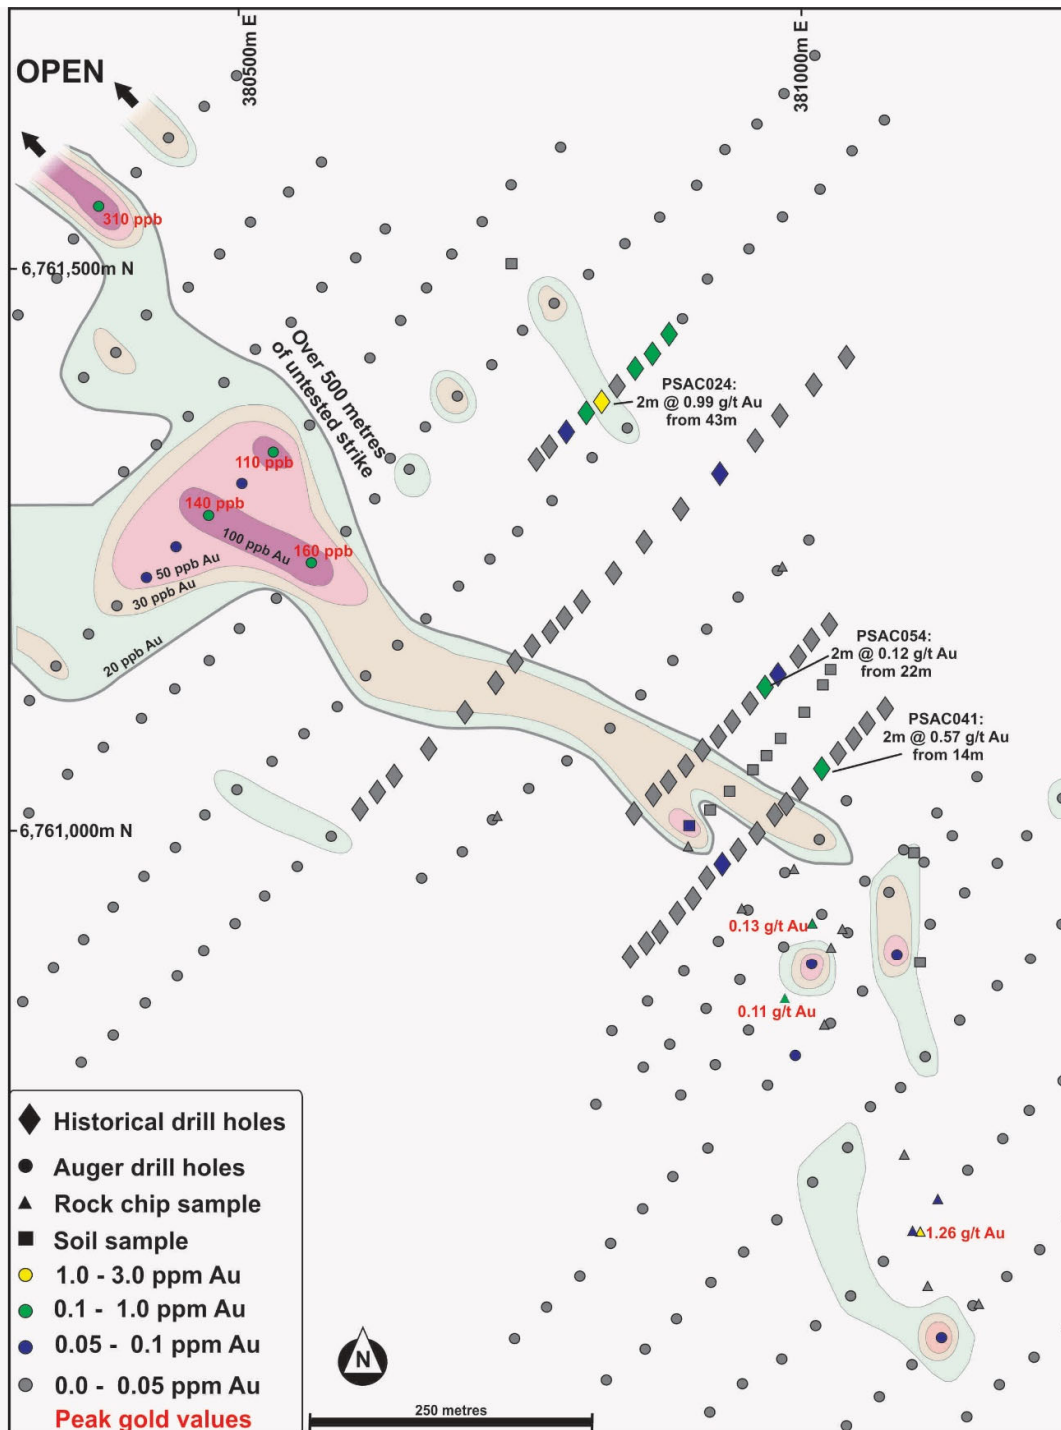 380500m E
381000m E
OPEN
310 ppb
6,761,500m N
Over 500 metres
of untested strike
PSAC024:
2m @ 0.99 g/t Au
from 43m
110 ppb
140 ppb
100 ppb Au
160 ppb
50 ppb Au
30 ppb Au
20 ppb Au
PSAC054:
2m @ 0.12 g/t Au
from 22m
PSAC041:
2m @ 0.57 g/t Au
from 14m
6,761,000m N
0.13 g/t Au
0.11 g/t Au
1.26 g/t Au
Historical drill holes
Auger drill holes
Rock chip sample
Soil sample
1.0 - 3.0 ppm Au
0.1 - 1.0 ppm Au
0.05 - 0.1 ppm Au
0.0 - 0.05 ppm Au
Peak gold values
N
250 metres